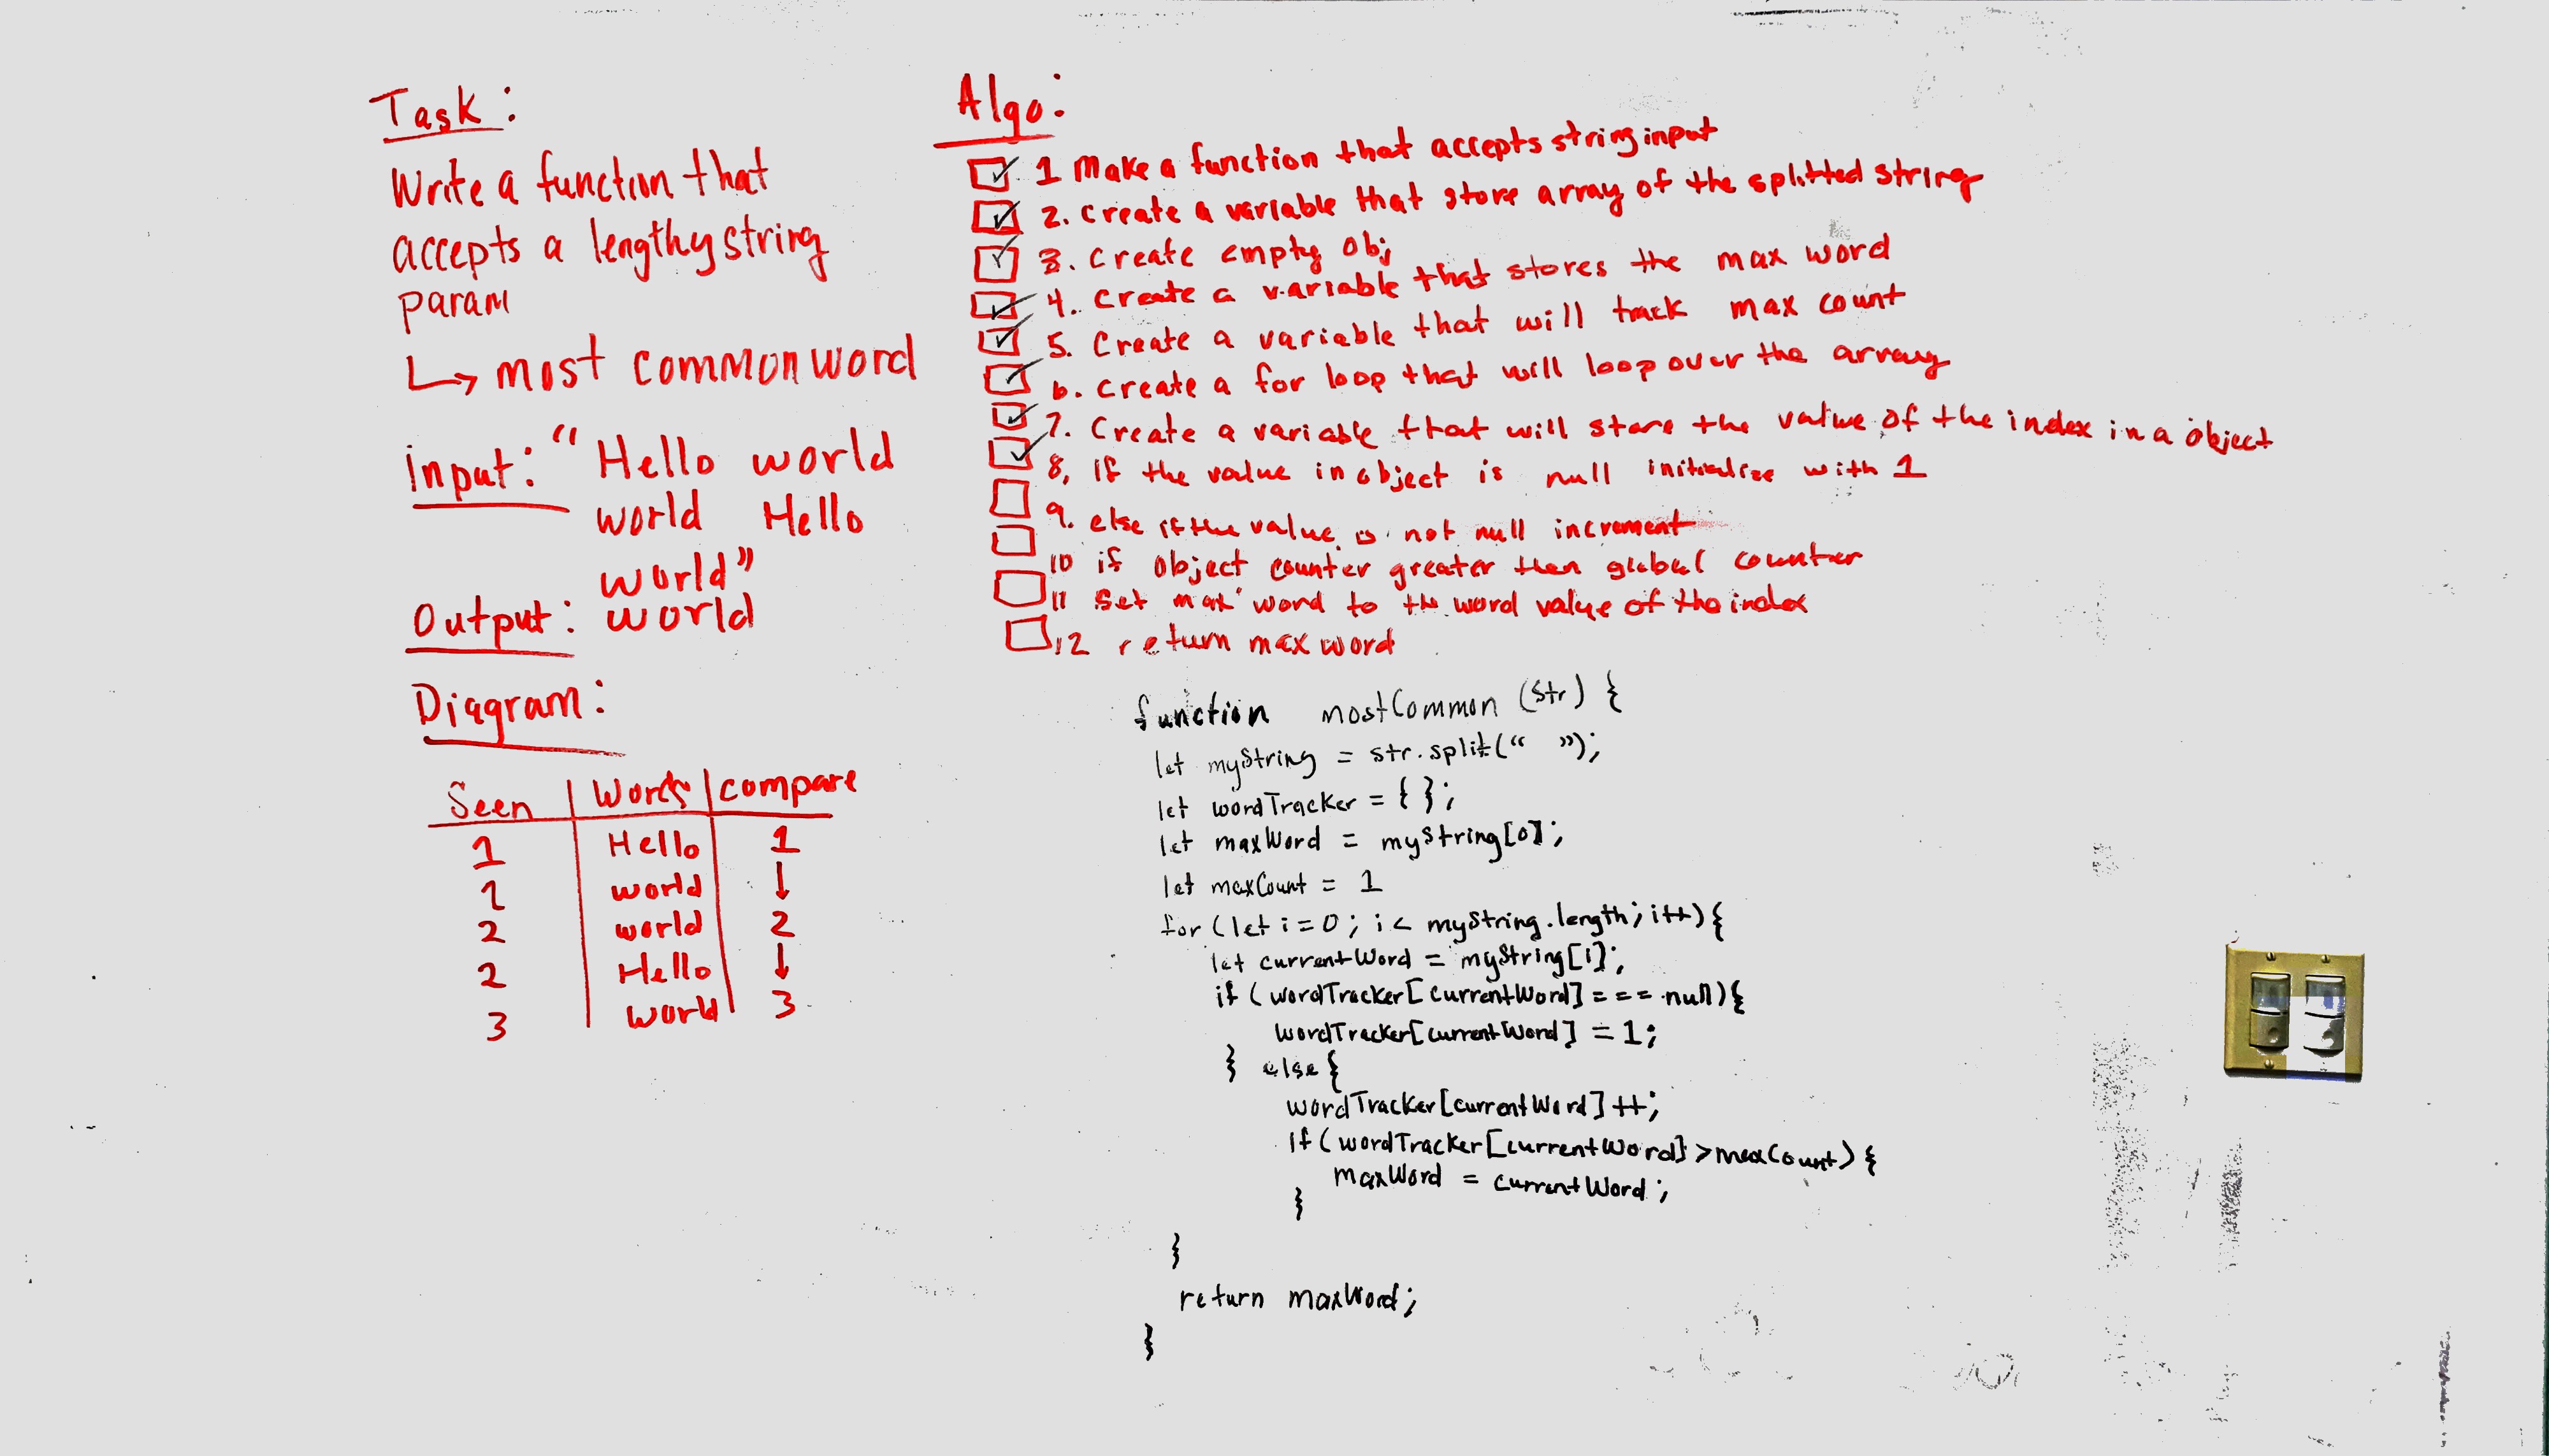 Task:
Write a function that
accepts a lengthy string
param
↳ most common word
input: "Hello world
world Hello
world"
Output: world
Diagram:
Seen | Words | compare
1 Hello 1
1 world ↓
2 world 2
2 Hello ↓
3 world 3
Algo:
1 Make a function that accepts string input
2. Create a variable that store array of the splitted string
3. Create empty Obj
4. Create a variable that stores the max word
5. Create a variable that will track max count
6. Create a for loop that will loop over the array
7. Create a variable that will store the value of the index in a object
8, if the value in object is null initialize with 1
9. else if the value is not null increment
10 if object counter greater then global counter
11 set max word to the word value of the index
12 return max word
function mostCommon (str) {
let myString = str.split(" ");
let wordTracker = { };
let maxWord = myString[0];
let maxCount = 1
for (let i = 0; i < myString.length; i++){
let currentWord = myString[i];
if (wordTracker[currentWord] === null){
wordTracker[currentWord] = 1;
} else {
wordTracker[currentWord]++;
if (wordTracker[currentWord] > maxCount) {
maxWord = currentWord;
}
}
return maxWord;
}